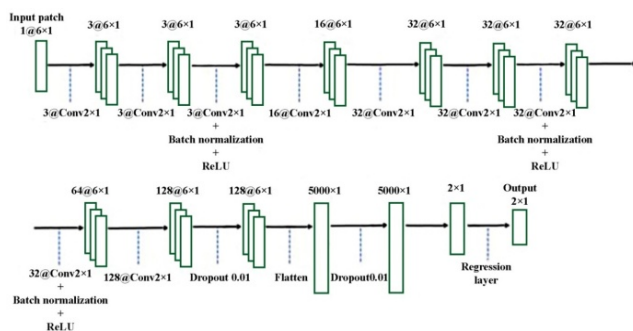 Input patch
1@6×1
3@6×1
3@6×1
3@6×1
16@6×1
32@6×1
32@6×1
32@6×1
3@Conv2×1
3@Conv2×1
3@Conv2×1
+
Batch normalization
+
ReLU
16@Conv2×1
32@Conv2×1
32@Conv2×1
32@Conv2×1
+
Batch normalization
+
ReLU
64@6×1
128@6×1
128@6×1
5000×1
5000×1
2×1
Output
2×1
32@Conv2×1
+
Batch normalization
+
ReLU
128@Conv2×1
Dropout 0.01
Flatten
Dropout0.01
Regression
layer